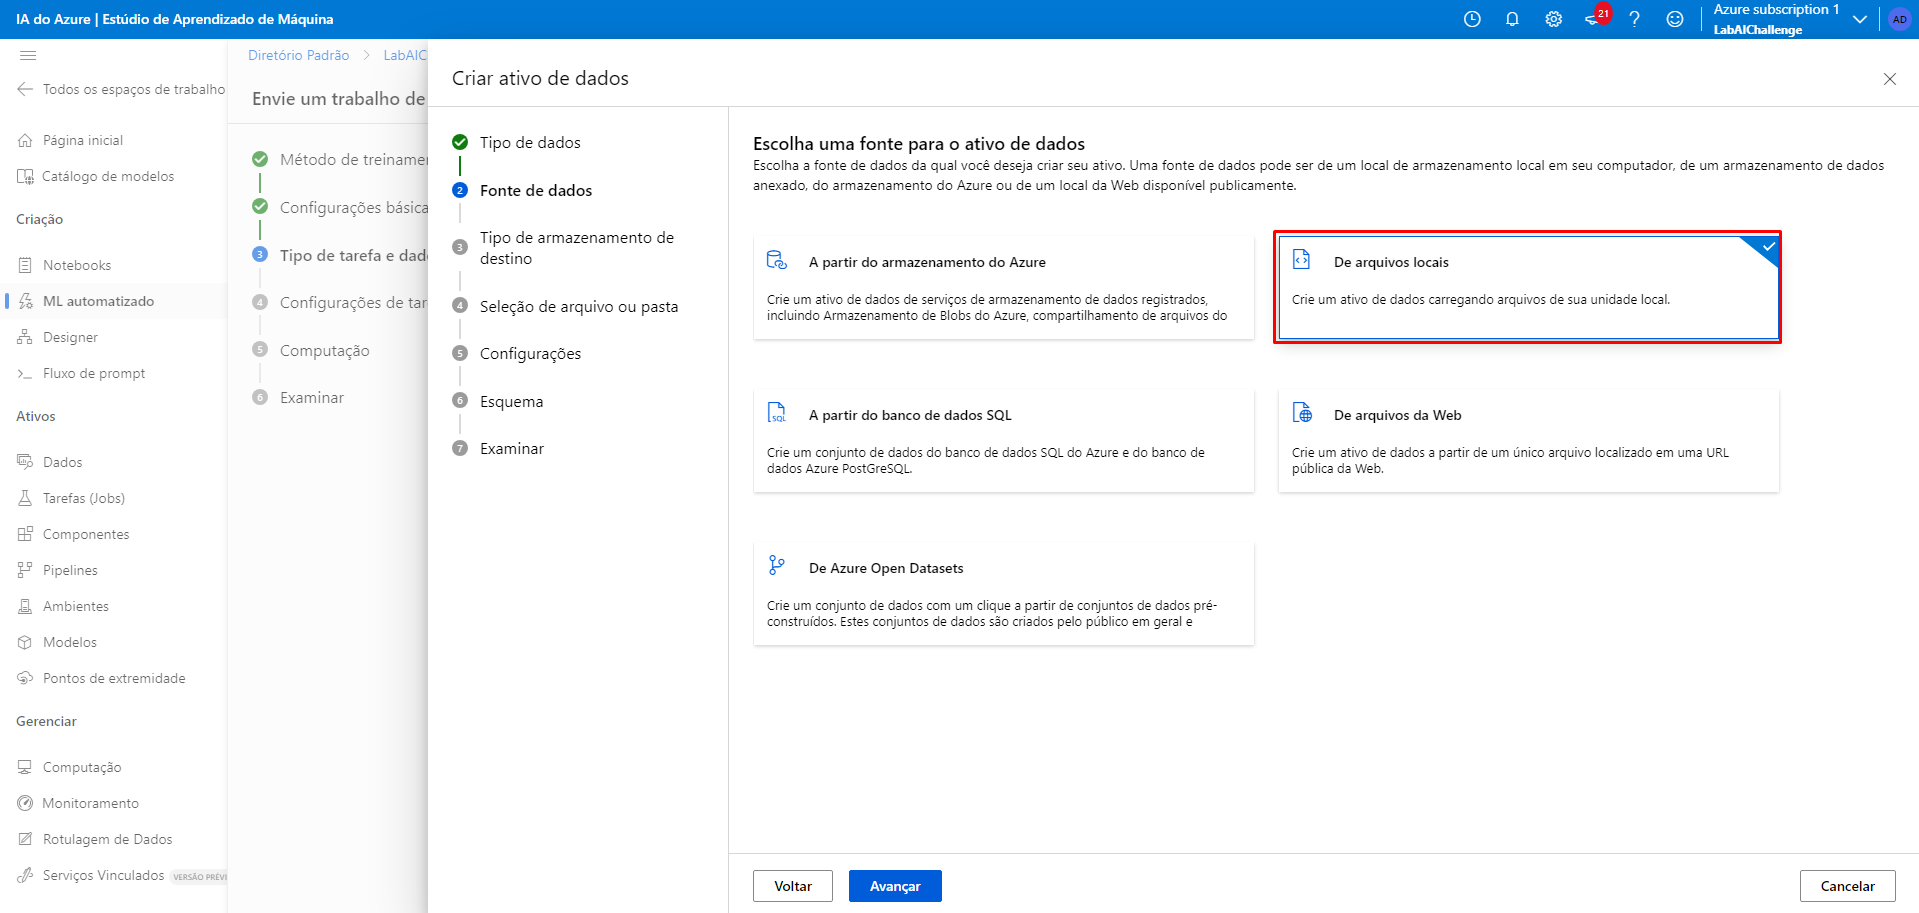 IA do Azure | Estúdio de Aprendizado de Máquina
21
Azure subscription 1
LabAIChallenge
AD
Todos os espaços de trabalho
Página inicial
Catálogo de modelos
Criação
Notebooks
ML automatizado
Designer
Fluxo de prompt
Ativos
Dados
Tarefas (Jobs)
Componentes
Pipelines
Ambientes
Modelos
Pontos de extremidade
Gerenciar
Computação
Monitoramento
Rotulagem de Dados
Serviços Vinculados VERSÃO PRÉVI
Diretório Padrão > LabAIC
Envie um trabalho de
Método de treinamen
Configurações básica
3 Tipo de tarefa e dad
4 Configurações de tar
5 Computação
6 Examinar
Criar ativo de dados
Tipo de dados
2 Fonte de dados
3 Tipo de armazenamento de
destino
4 Seleção de arquivo ou pasta
5 Configurações
6 Esquema
7 Examinar
Escolha uma fonte para o ativo de dados
Escolha a fonte de dados da qual você deseja criar seu ativo. Uma fonte de dados pode ser de um local de armazenamento local em seu computador, de um armazenamento de dados
anexado, do armazenamento do Azure ou de um local da Web disponível publicamente.
A partir do armazenamento do Azure
Crie um ativo de dados de serviços de armazenamento de dados registrados,
incluindo Armazenamento de Blobs do Azure, compartilhamento de arquivos do
De arquivos locais
Crie um ativo de dados carregando arquivos de sua unidade local.
SQL
A partir do banco de dados SQL
Crie um conjunto de dados do banco de dados SQL do Azure e do banco de
dados Azure PostGreSQL.
De arquivos da Web
Crie um ativo de dados a partir de um único arquivo localizado em uma URL
pública da Web.
De Azure Open Datasets
Crie um conjunto de dados com um clique a partir de conjuntos de dados pré-
construídos. Estes conjuntos de dados são criados pelo público em geral e
Voltar
Avançar
Cancelar